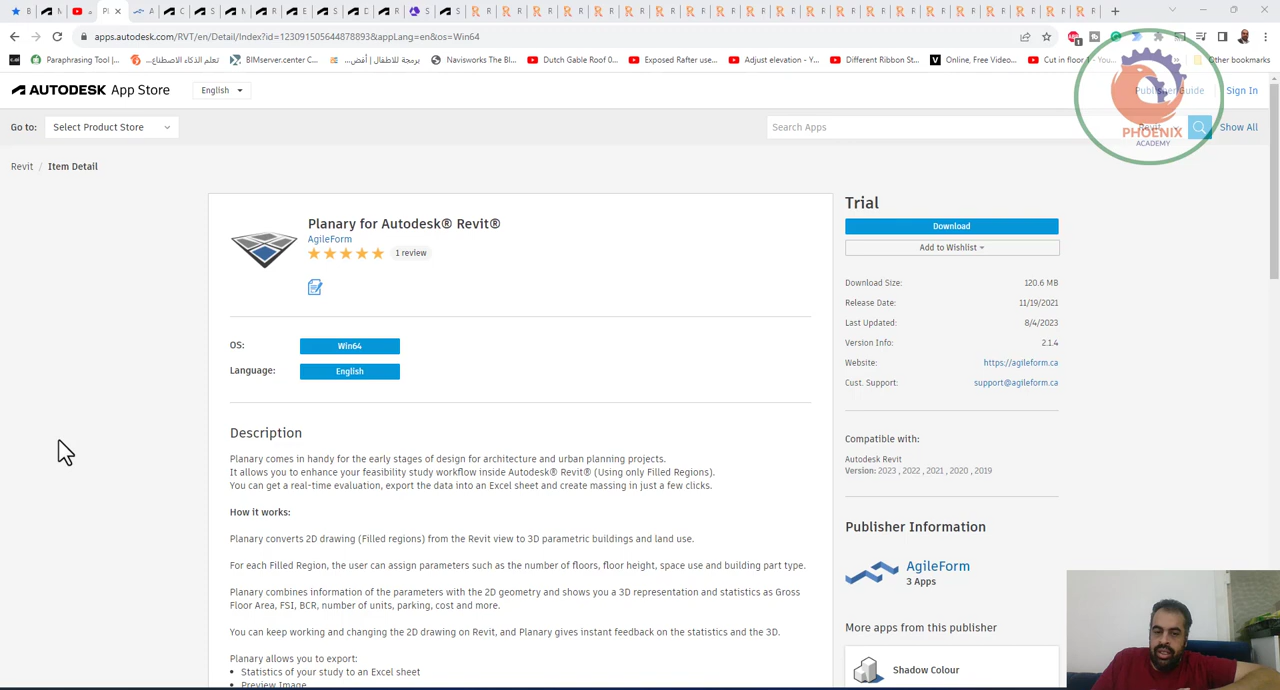 apps.autodesk.com/RVT/en/Detail/Index?id=1230915056448788893&appLang=en&os=Win64
Paraphrasing Tool |...
تعلم الذكاء الاصطناع...
BIMserver.center C...
برمجة للاطفال | أفض...
Navisworks The Bl...
Dutch Gable Roof 0...
Exposed Rafter use...
Adjust elevation - Y...
Different Ribbon St...
Online, Free Video...
Cut in floor 1 - You...
Other bookmarks
AUTODESK App Store
English
Publisher Guide
Sign In
Go to:
Select Product Store
Search Apps
Revit
Show All
PHOENIX
ACADEMY
Revit / Item Detail
Planary for Autodesk® Revit®
AgileForm
1 review
OS:
Win64
Language:
English
Description
Planary comes in handy for the early stages of design for architecture and urban planning projects.
It allows you to enhance your feasibility study workflow inside Autodesk® Revit® (Using only Filled Regions).
You can get a real-time evaluation, export the data into an Excel sheet and create massing in just a few clicks.
How it works:
Planary converts 2D drawing (Filled regions) from the Revit view to 3D parametric buildings and land use.
For each Filled Region, the user can assign parameters such as the number of floors, floor height, space use and building part type.
Planary combines information of the parameters with the 2D geometry and shows you a 3D representation and statistics as Gross
Floor Area, FSI, BCR, number of units, parking, cost and more.
You can keep working and changing the 2D drawing on Revit, and Planary gives instant feedback on the statistics and the 3D.
Planary allows you to export:
• Statistics of your study to an Excel sheet
• Preview Image
Trial
Download
Add to Wishlist
Download Size: 120.6 MB
Release Date: 11/19/2021
Last Updated: 8/4/2023
Version Info: 2.1.4
Website: https://agileform.ca
Cust. Support: support@agileform.ca
Compatible with:
Autodesk Revit
Version: 2023 , 2022 , 2021 , 2020 , 2019
Publisher Information
AgileForm
3 Apps
More apps from this publisher
Shadow Colour